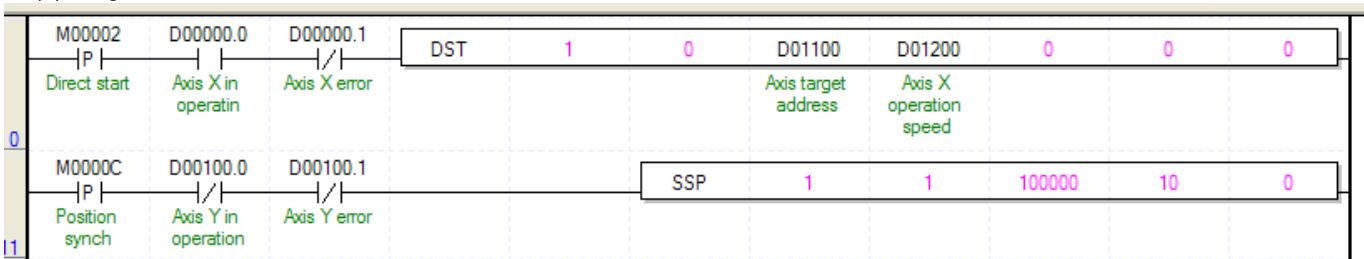 M00002 D00000.0 D00000.1
P / DST 1 0 D01100 D01200 0 0 0
Direct start Axis X in operatin Axis X error Axis target address Axis X operation speed
0
M0000C D00100.0 D00100.1
P / / SSP 1 1 100000 10 0
Position synch Axis Y in operation Axis Y error
11